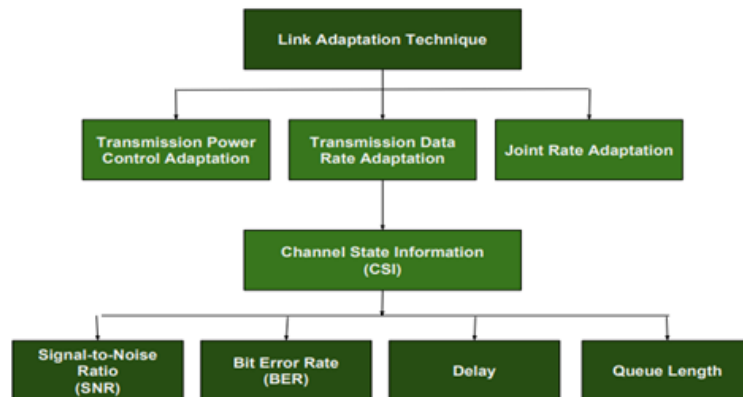 Link Adaptation Technique
Transmission Power
Control Adaptation
Transmission Data
Rate Adaptation
Joint Rate Adaptation
Channel State Information
(CSI)
Signal-to-Noise
Ratio
(SNR)
Bit Error Rate
(BER)
Delay
Queue Length